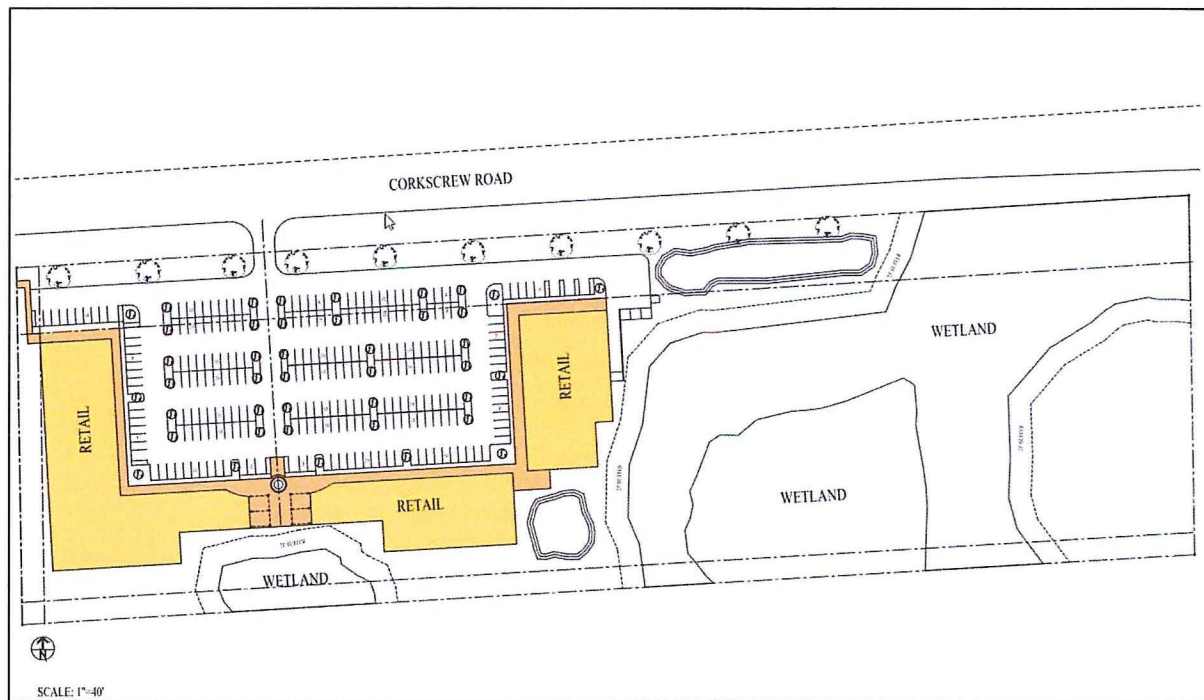 CORKSCREW ROAD
WETLAND
RETAIL
RETAIL
RETAIL
WETLAND
WETLAND
N
SCALE: 1"=40'